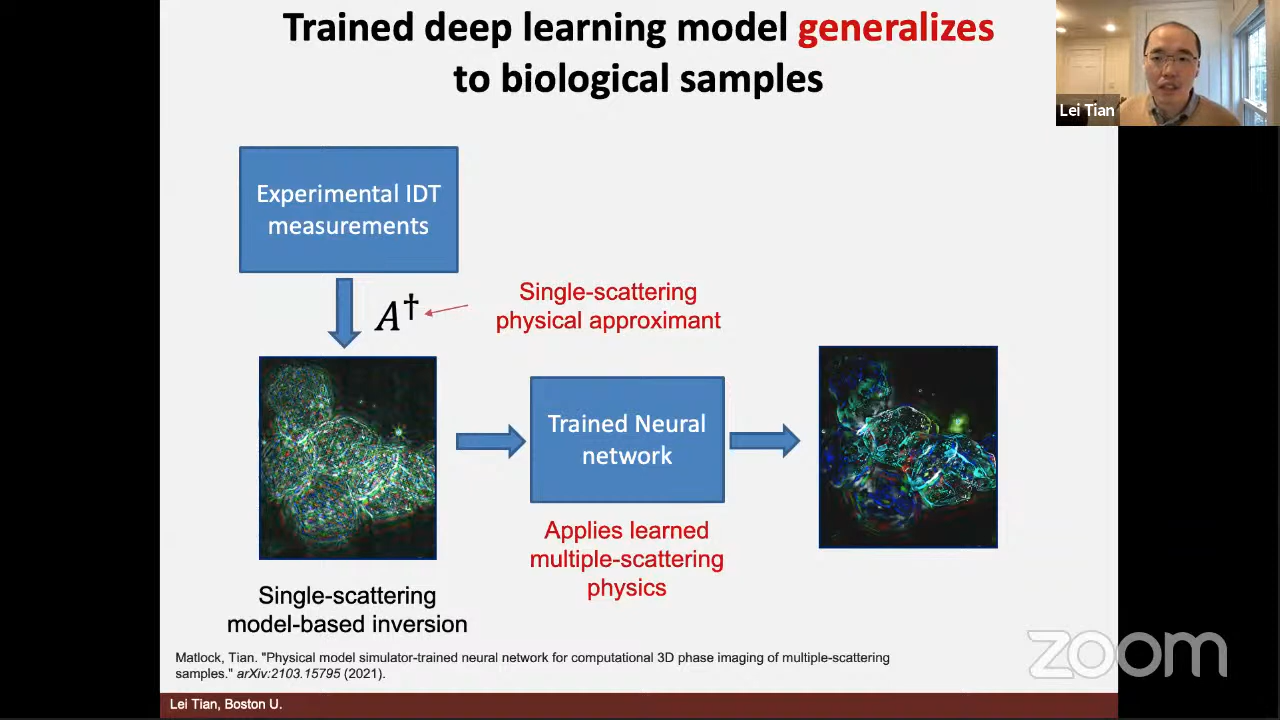 Trained deep learning model generalizes
to biological samples
Lei Tian
Experimental IDT
measurements
A†
Single-scattering
physical approximant
Trained Neural
network
Applies learned
multiple-scattering
physics
Single-scattering
model-based inversion
Matlock, Tian. "Physical model simulator-trained neural network for computational 3D phase imaging of multiple-scattering
samples." arXiv:2103.15795 (2021).
zoom
Lei Tian, Boston U.